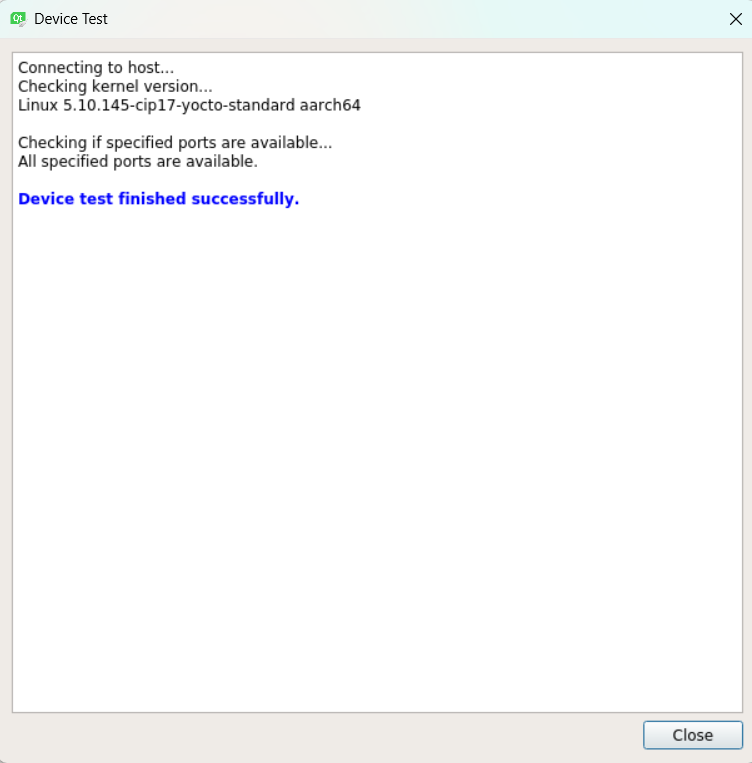 Device Test
Connecting to host...
Checking kernel version...
Linux 5.10.145-cip17-yocto-standard aarch64
Checking if specified ports are available...
All specified ports are available.
Device test finished successfully.
Close